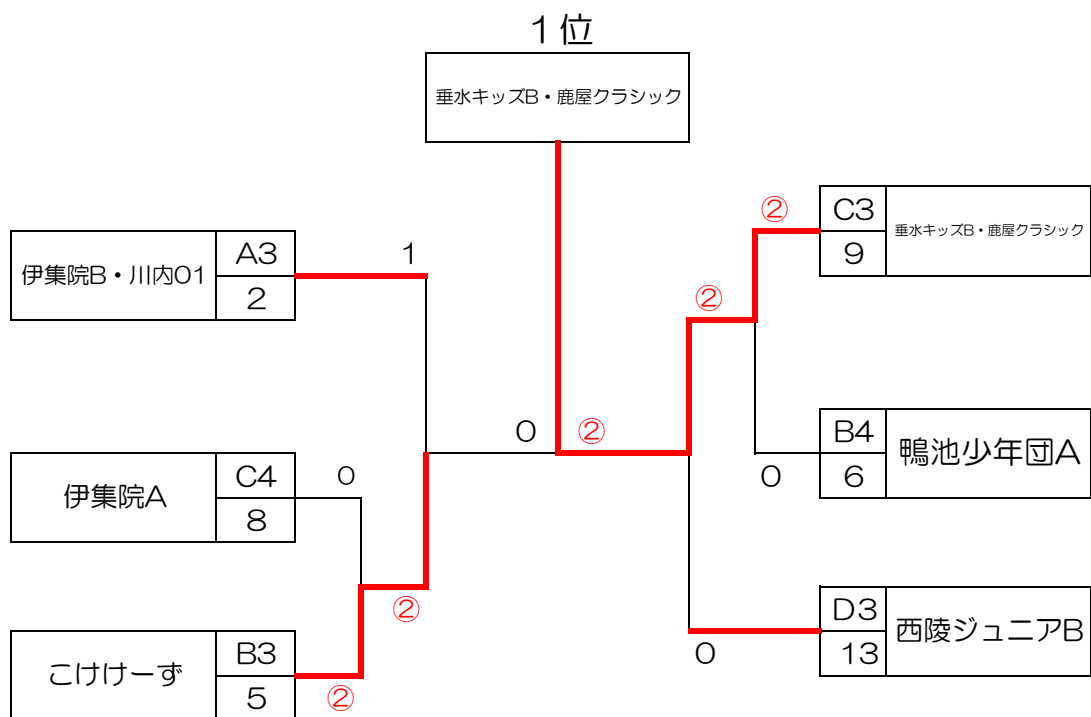 １位
垂水キッズB・鹿屋クラシック
伊集院B・川内01
A3
2
1
伊集院A
C4
8
0
こけけーず
B3
5
②
②
0
②
②
②
C3
9
垂水キッズB・鹿屋クラシック
0
B4
6
鴨池少年団A
0
D3
13
西陵ジュニアB